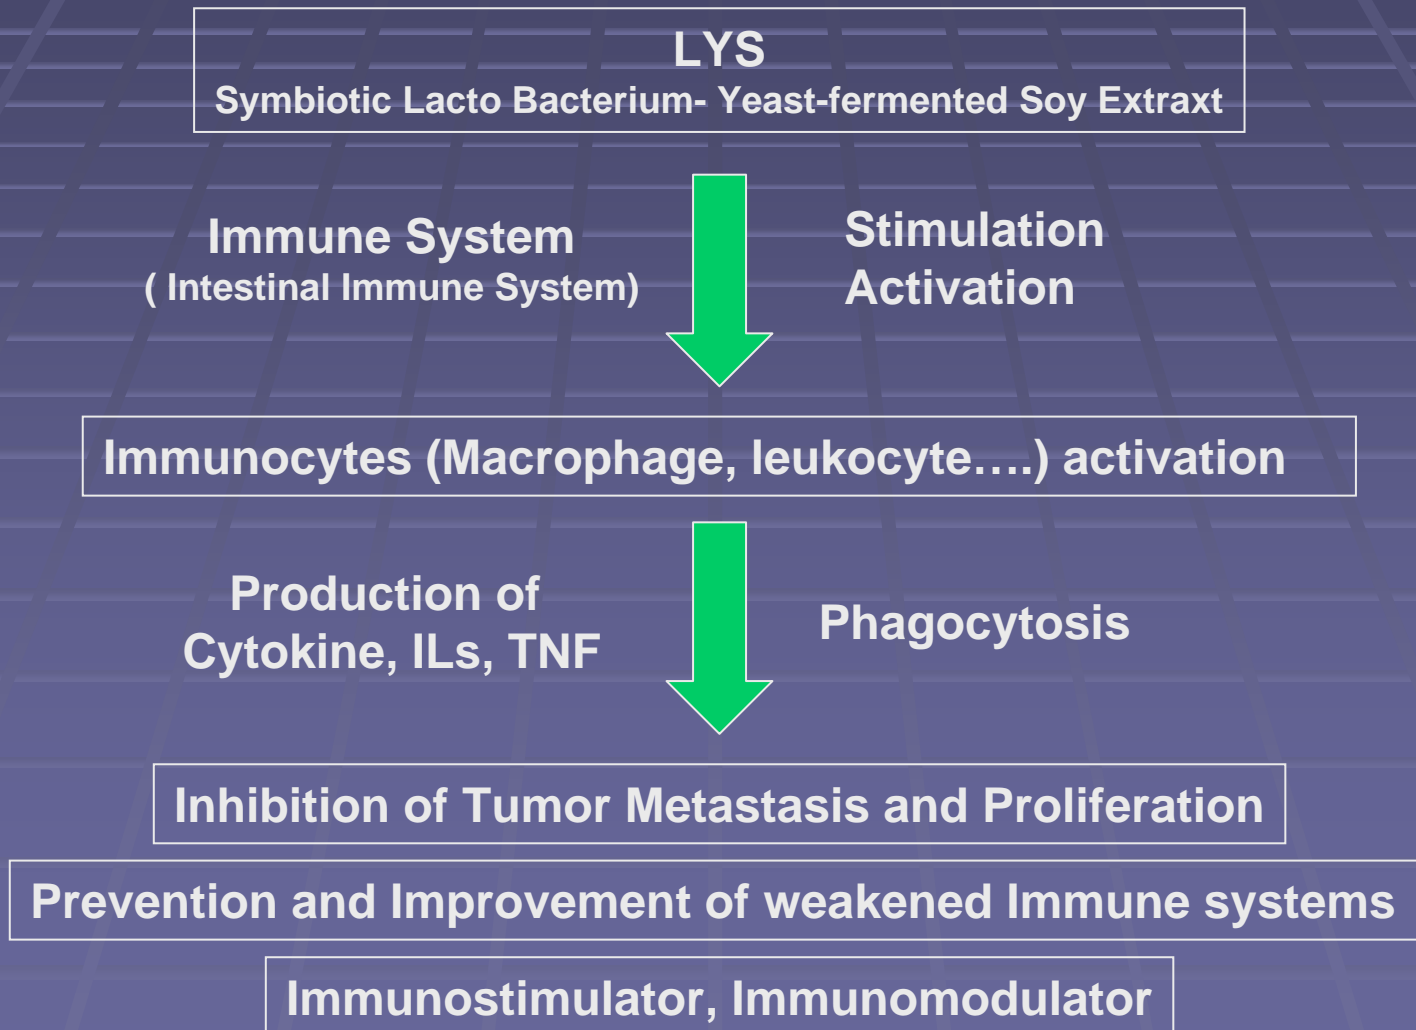 LYS
Symbiotic Lacto Bacterium- Yeast-fermented Soy Extraxt
Immune System
( Intestinal Immune System)
Stimulation
Activation
Immunocytes (Macrophage, leukocyte….) activation
Production of
Cytokine, ILs, TNF
Phagocytosis
Inhibition of Tumor Metastasis and Proliferation
Prevention and Improvement of weakened Immune systems
Immunostimulator, Immunomodulator